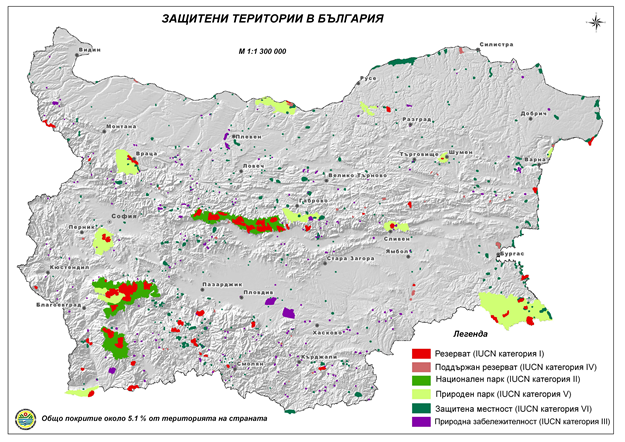 ЗАЩИТЕНИ ТЕРИТОРИИ В БЪЛГАРИЯ
М 1:1 300 000
Видин
Силистра
Русе
Монтана
Плевен
Разград
Добрич
Враца
Ловеч
Търговище
Шумен
Варна
Велико Търново
Габрово
София
Перник
Сливен
Ямбол
Бургас
Кюстендил
Стара Загора
Пазарджик
Пловдив
Благоевград
Хасково
Смолян
Кърджали
Легенда
Резерват (IUCN категория I)
Поддържан резерват (IUCN категория IV)
Национален парк (IUCN категория II)
Природен парк (IUCN категория V)
Защитена местност (IUCN категория VI)
Природна забележителност (IUCN категория III)
Общо покритие около 5.1 % от територията на страната